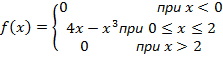 0 при x < 0
f(x) = { 4x − x³ при 0 ≤ x ≤ 2
0 при x > 2